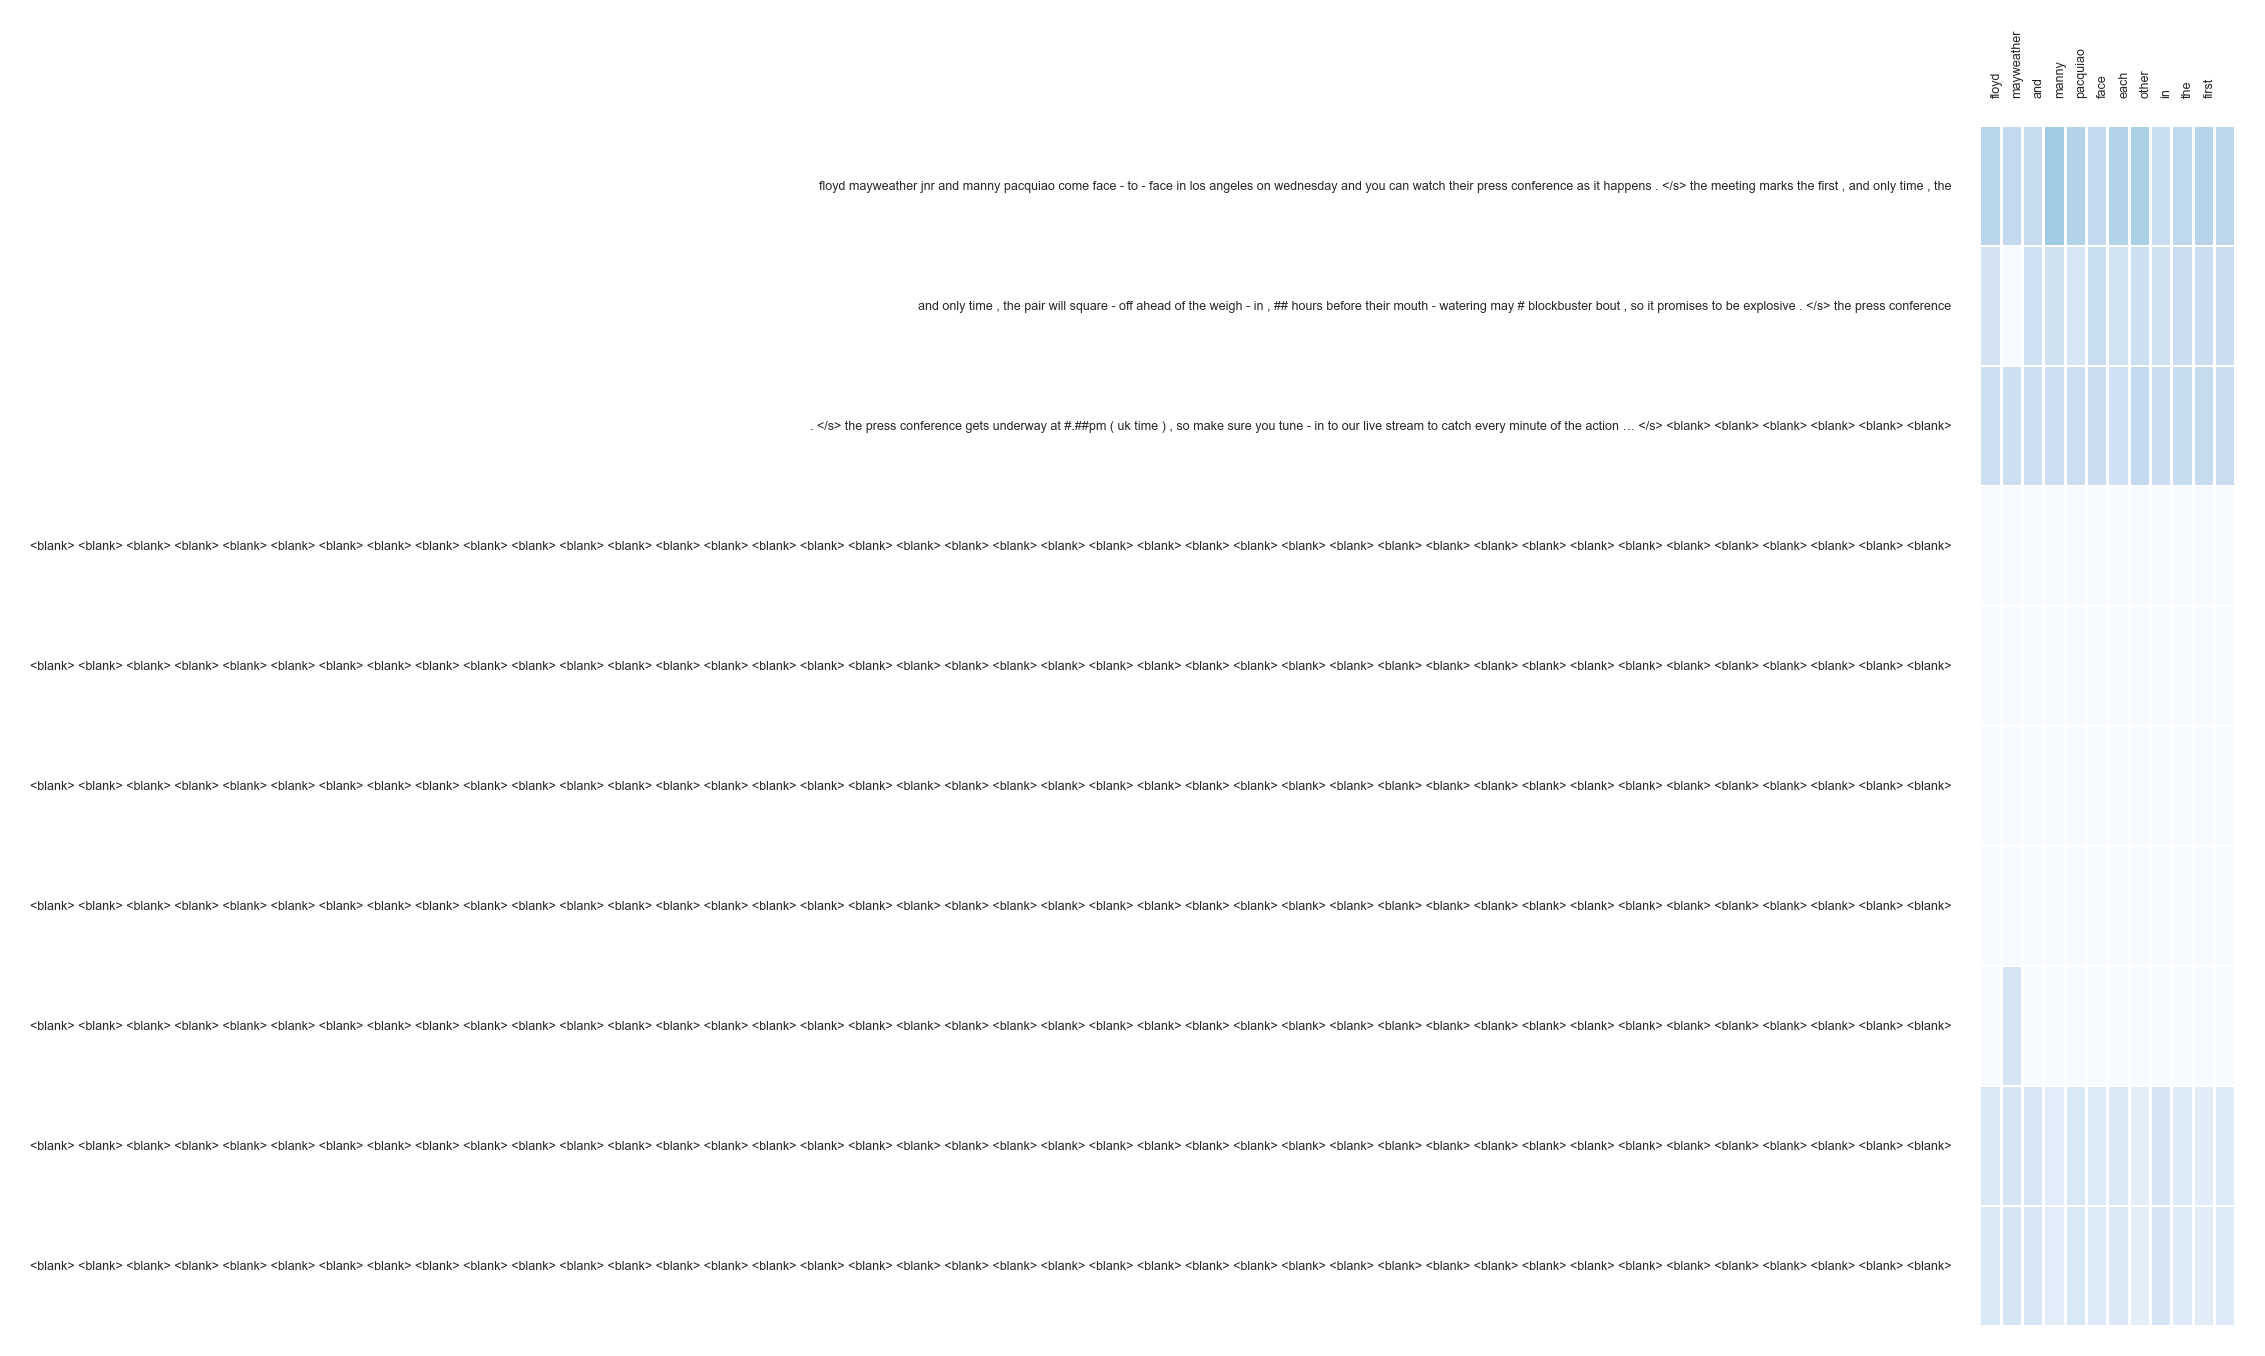 floyd
mayweather
and
manny
pacquiao
face
each
other
in
the
first
floyd mayweather jnr and manny pacquiao come face - to - face in los angeles on wednesday and you can watch their press conference as it happens . </s> the meeting marks the first , and only time , the
and only time , the pair will square - off ahead of the weigh - in , ## hours before their mouth - watering may # blockbuster bout , so it promises to be explosive . </s> the press conference
. </s> the press conference gets underway at #.##pm ( uk time ) , so make sure you tune - in to our live stream to catch every minute of the action … </s> <blank> <blank> <blank> <blank> <blank> <blank>
<blank> <blank> <blank> <blank> <blank> <blank> <blank> <blank> <blank> <blank> <blank> <blank> <blank> <blank> <blank> <blank> <blank> <blank> <blank> <blank> <blank> <blank> <blank> <blank> <blank> <blank> <blank> <blank> <blank> <blank> <blank> <blank> <blank> <blank> <blank> <blank> <blank> <blank> <blank> <blank>
<blank> <blank> <blank> <blank> <blank> <blank> <blank> <blank> <blank> <blank> <blank> <blank> <blank> <blank> <blank> <blank> <blank> <blank> <blank> <blank> <blank> <blank> <blank> <blank> <blank> <blank> <blank> <blank> <blank> <blank> <blank> <blank> <blank> <blank> <blank> <blank> <blank> <blank> <blank> <blank>
<blank> <blank> <blank> <blank> <blank> <blank> <blank> <blank> <blank> <blank> <blank> <blank> <blank> <blank> <blank> <blank> <blank> <blank> <blank> <blank> <blank> <blank> <blank> <blank> <blank> <blank> <blank> <blank> <blank> <blank> <blank> <blank> <blank> <blank> <blank> <blank> <blank> <blank> <blank> <blank>
<blank> <blank> <blank> <blank> <blank> <blank> <blank> <blank> <blank> <blank> <blank> <blank> <blank> <blank> <blank> <blank> <blank> <blank> <blank> <blank> <blank> <blank> <blank> <blank> <blank> <blank> <blank> <blank> <blank> <blank> <blank> <blank> <blank> <blank> <blank> <blank> <blank> <blank> <blank> <blank>
<blank> <blank> <blank> <blank> <blank> <blank> <blank> <blank> <blank> <blank> <blank> <blank> <blank> <blank> <blank> <blank> <blank> <blank> <blank> <blank> <blank> <blank> <blank> <blank> <blank> <blank> <blank> <blank> <blank> <blank> <blank> <blank> <blank> <blank> <blank> <blank> <blank> <blank> <blank> <blank>
<blank> <blank> <blank> <blank> <blank> <blank> <blank> <blank> <blank> <blank> <blank> <blank> <blank> <blank> <blank> <blank> <blank> <blank> <blank> <blank> <blank> <blank> <blank> <blank> <blank> <blank> <blank> <blank> <blank> <blank> <blank> <blank> <blank> <blank> <blank> <blank> <blank> <blank> <blank> <blank>
<blank> <blank> <blank> <blank> <blank> <blank> <blank> <blank> <blank> <blank> <blank> <blank> <blank> <blank> <blank> <blank> <blank> <blank> <blank> <blank> <blank> <blank> <blank> <blank> <blank> <blank> <blank> <blank> <blank> <blank> <blank> <blank> <blank> <blank> <blank> <blank> <blank> <blank> <blank> <blank>